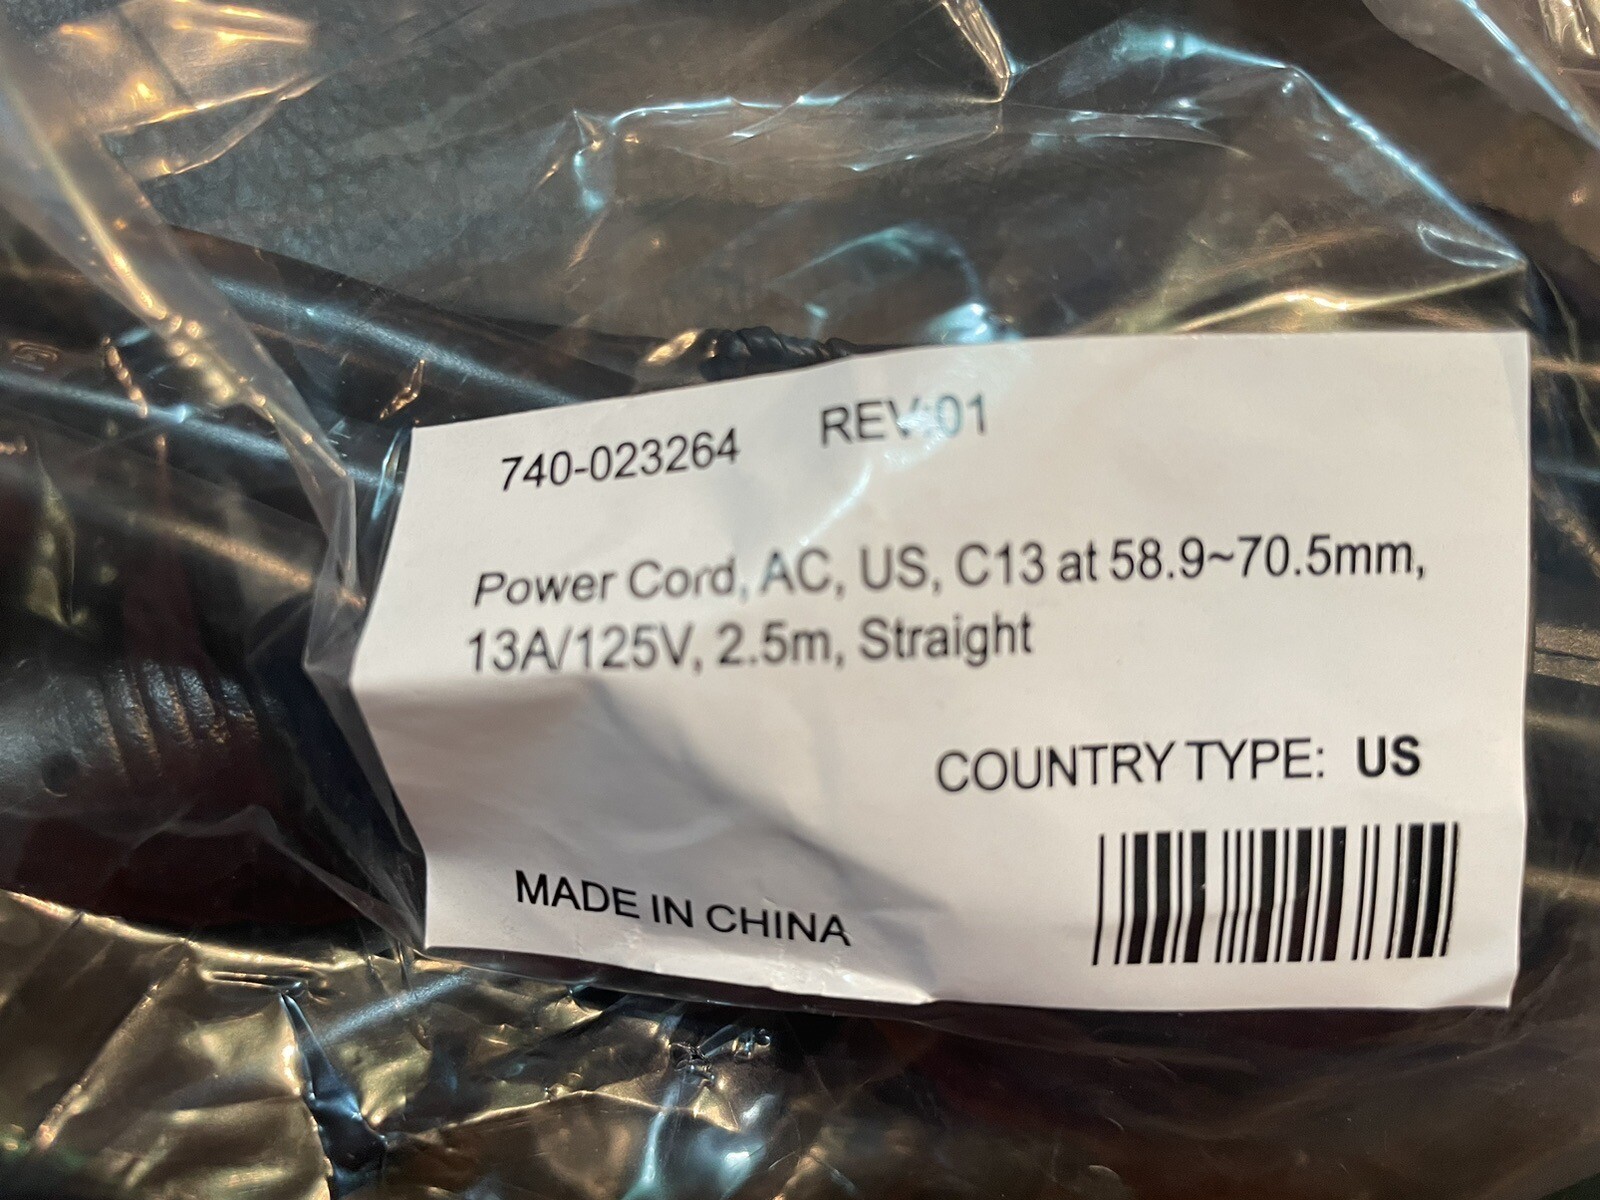 740-023264 REV:01
Power Cord, AC, US, C13 at 58.9~70.5mm,
13A/125V, 2.5m, Straight
COUNTRY TYPE: US
MADE IN CHINA